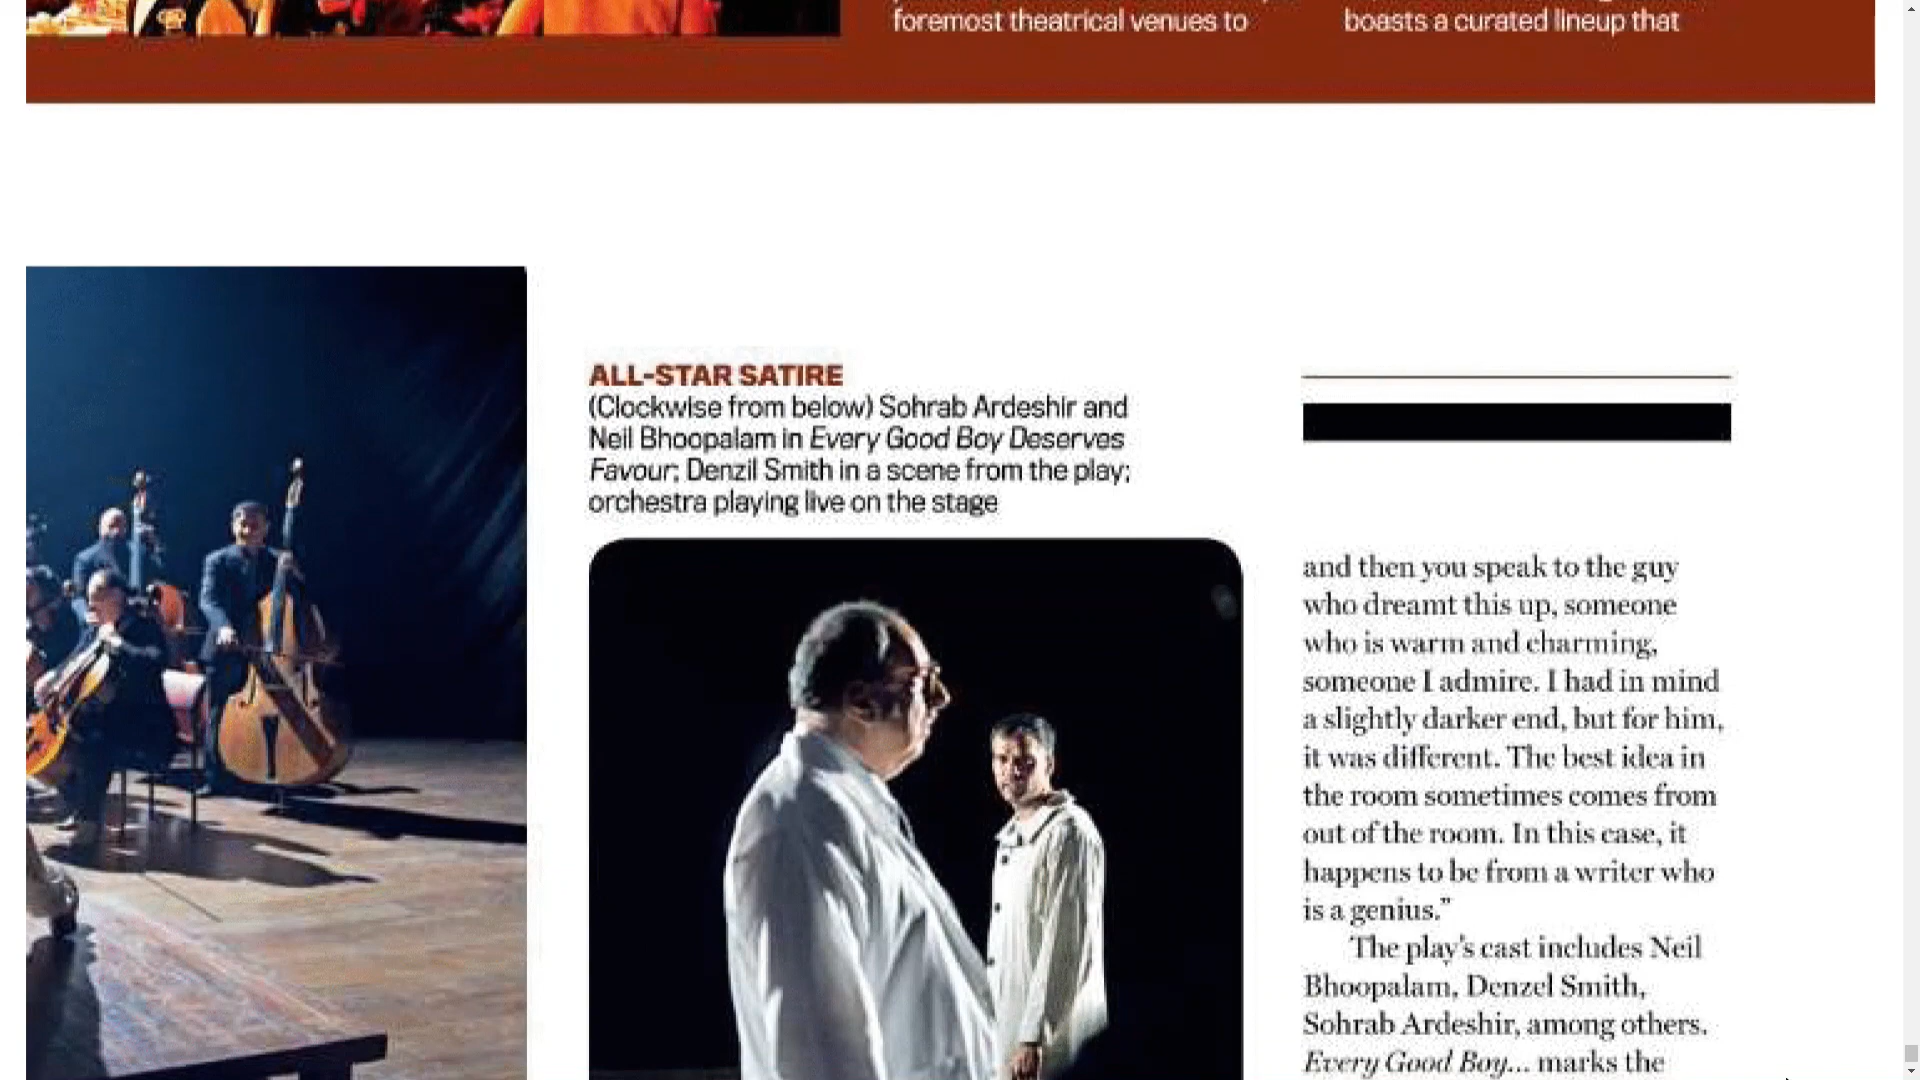 foremost theatrical venues to
boasts a curated lineup that
ALL-STAR SATIRE
(Clockwise from below) Sohrab Ardeshir and
Neil Bhoopalam in Every Good Boy Deserves
Favour; Denzil Smith in a scene from the play;
orchestra playing live on the stage
and then you speak to the guy
who dreamt this up, someone
who is warm and charming,
someone I admire. I had in mind
a slightly darker end, but for him,
it was different. The best idea in
the room sometimes comes from
out of the room. In this case, it
happens to be from a writer who
is a genius.”
The play’s cast includes Neil
Bhoopalam, Denzel Smith,
Sohrab Ardeshir, among others.
Every Good Boy... marks the